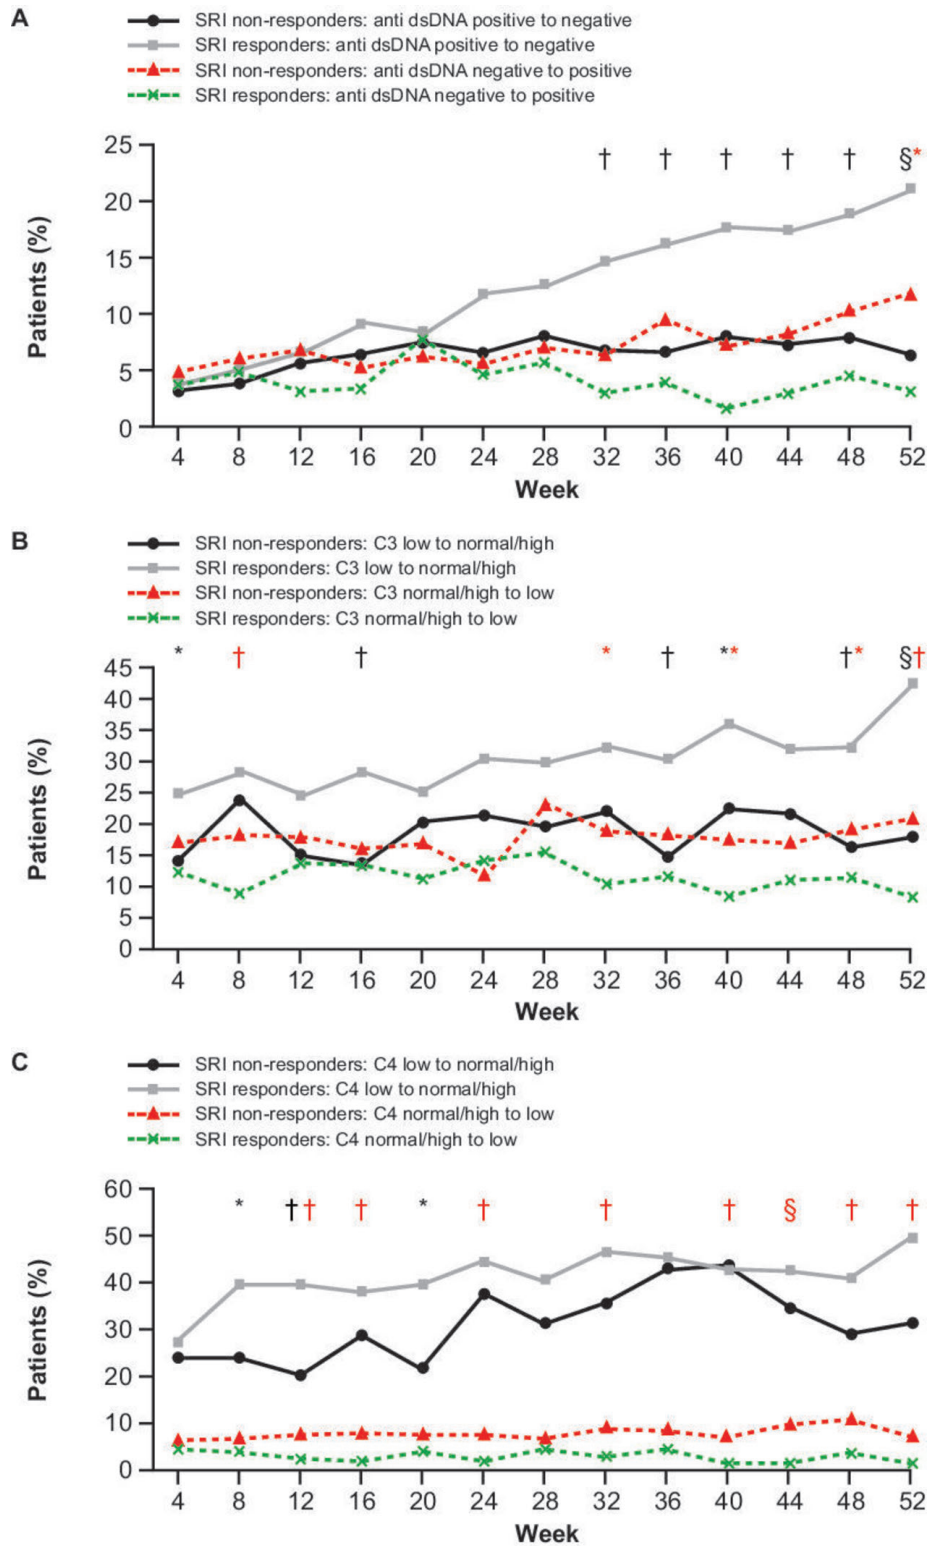 A
SRI non-responders: anti dsDNA positive to negative
SRI responders: anti dsDNA positive to negative
SRI non-responders: anti dsDNA negative to positive
SRI responders: anti dsDNA negative to positive
† † † † † §*
25
20
15
10
5
0
Patients (%)
4 8 12 16 20 24 28 32 36 40 44 48 52
Week
B
SRI non-responders: C3 low to normal/high
SRI responders: C3 low to normal/high
SRI non-responders: C3 normal/high to low
SRI responders: C3 normal/high to low
* † † * † ** †* §†
45
40
35
30
25
20
15
10
5
0
Patients (%)
4 8 12 16 20 24 28 32 36 40 44 48 52
Week
C
SRI non-responders: C4 low to normal/high
SRI responders: C4 low to normal/high
SRI non-responders: C4 normal/high to low
SRI responders: C4 normal/high to low
* †† † * † † † § † †
60
50
40
30
20
10
0
Patients (%)
4 8 12 16 20 24 28 32 36 40 44 48 52
Week